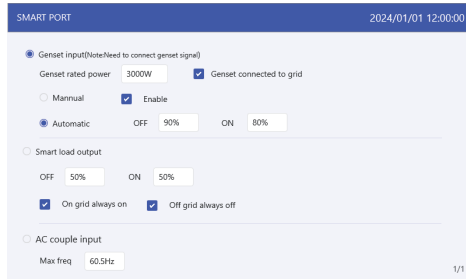 SMART PORT 2024/01/01 12:00:00
Genset input(Note:Need to connect genset signal)
Genset rated power 3000W Genset connected to grid
Mannual Enable
Automatic OFF 90% ON 80%
Smart load output
OFF 50% ON 50%
On grid always on Off grid always off
AC couple input
Max freq 60.5Hz
1/1